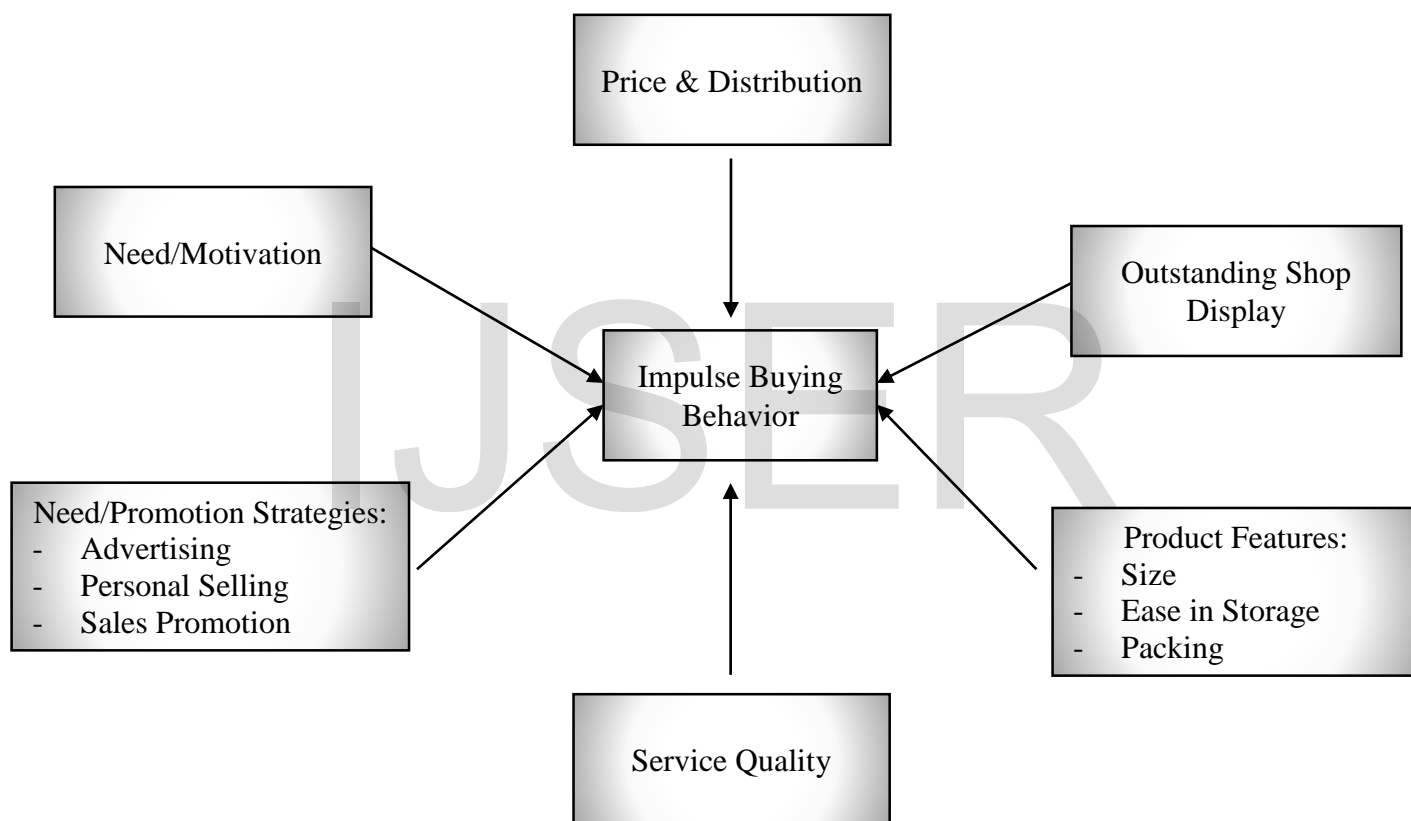 Price & Distribution
Need/Motivation
Outstanding Shop
Display
Impulse Buying
Behavior
IJSER
Need/Promotion Strategies:
- Advertising
- Personal Selling
- Sales Promotion
Product Features:
- Size
- Ease in Storage
- Packing
Service Quality